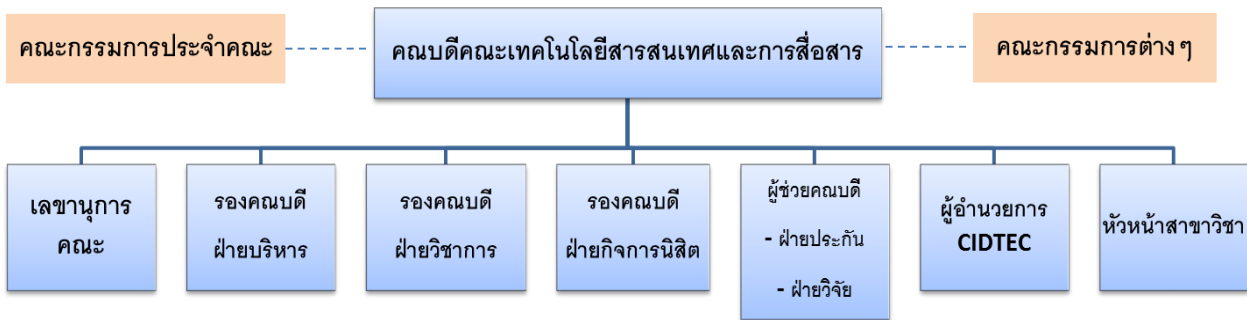 คณะกรรมการประจำคณะ
คณบดีคณะเทคโนโลยีสารสนเทศและการสื่อสาร
คณะกรรมการต่างๆ
เลขานุการ
คณะ
รองคณบดี
ฝ่ายบริหาร
รองคณบดี
ฝ่ายวิชาการ
รองคณบดี
ฝ่ายกิจการนิสิต
ผู้ช่วยคณบดี
- ฝ่ายประกัน
- ฝ่ายวิจัย
ผู้อำนวยการ
CIDTEC
หัวหน้าสาขาวิชา